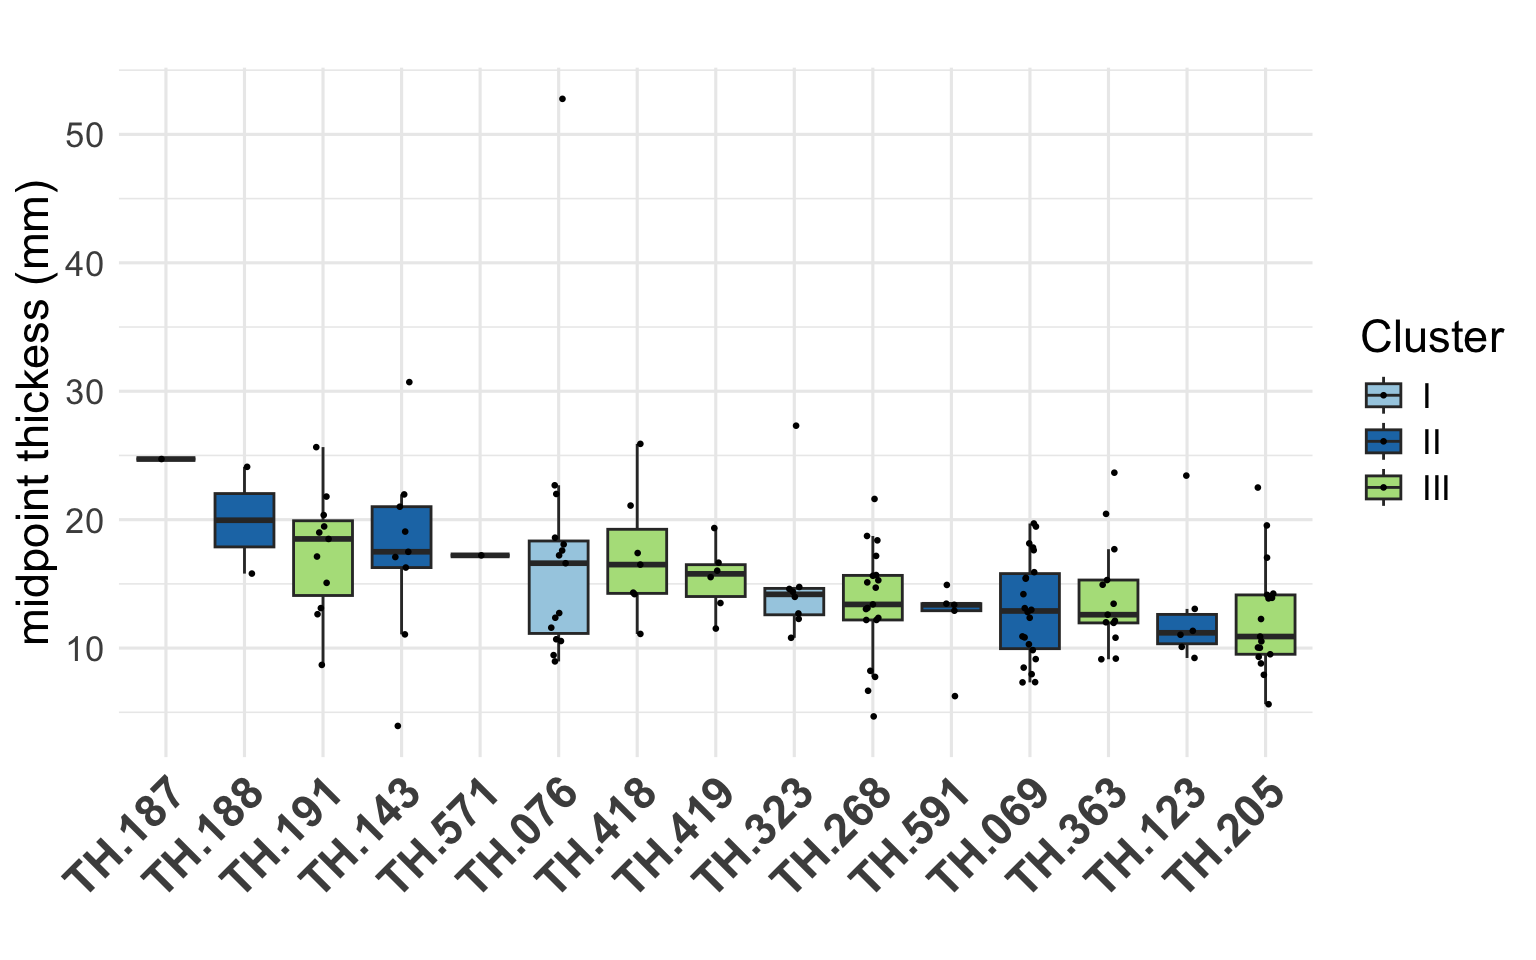 midpoint thickess (mm)
50
40
30
20
10
TH.187
TH.188
TH.191
TH.143
TH.571
TH.076
TH.418
TH.419
TH.323
TH.268
TH.591
TH.069
TH.363
TH.123
TH.205
Cluster
I
II
III